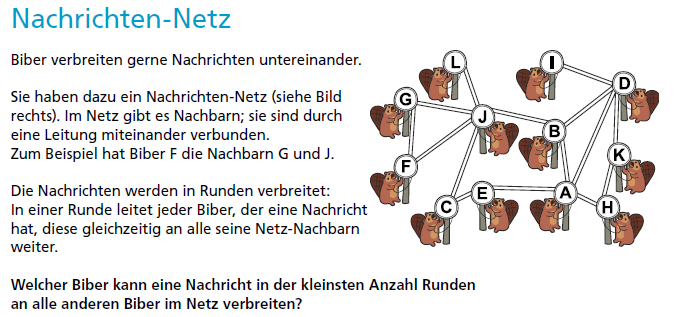 Nachrichten-Netz
Biber verbreiten gerne Nachrichten untereinander.
Sie haben dazu ein Nachrichten-Netz (siehe Bild
rechts). Im Netz gibt es Nachbarn; sie sind durch
eine Leitung miteinander verbunden.
Zum Beispiel hat Biber F die Nachbarn G und J.
Die Nachrichten werden in Runden verbreitet:
In einer Runde leitet jeder Biber, der eine Nachricht
hat, diese gleichzeitig an alle seine Netz-Nachbarn
weiter.
Welcher Biber kann eine Nachricht in der kleinsten Anzahl Runden
an alle anderen Biber im Netz verbreiten?
L
I
D
G
J
B
K
F
C
E
A
H